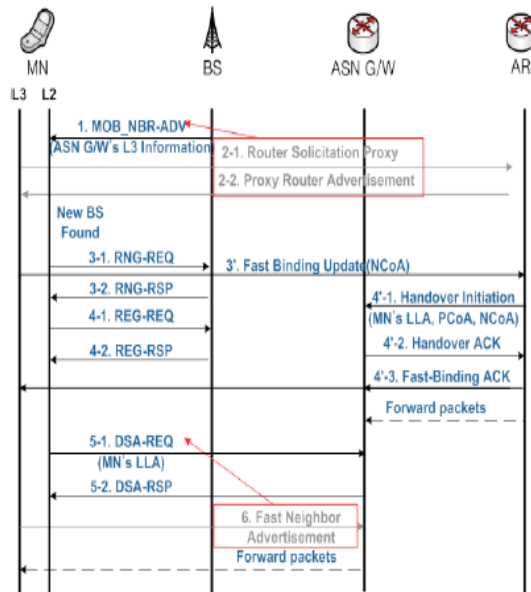 MN
BS
ASN G/W
AR
L3
L2
1. MOB_NBR-ADV
(ASN G/W's L3 Information)
2-1. Router Solicitation Proxy
2-2. Proxy Router Advertisement
New BS
Found
3-1. RNG-REQ
3'. Fast Binding Update(NCoA)
3-2. RNG-RSP
4'-1. Handover Initiation
(MN's LLA, PCoA, NCoA)
4-1. REG-REQ
4'-2. Handover ACK
4-2. REG-RSP
4'-3. Fast-Binding ACK
Forward packets
5-1. DSA-REQ
(MN's LLA)
5-2. DSA-RSP
6. Fast Neighbor
Advertisement
Forward packets